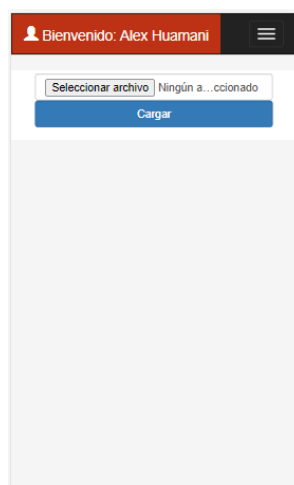 Bienvenido: Alex Huamani
Seleccionar archivo Ningún a...ccionado
Cargar